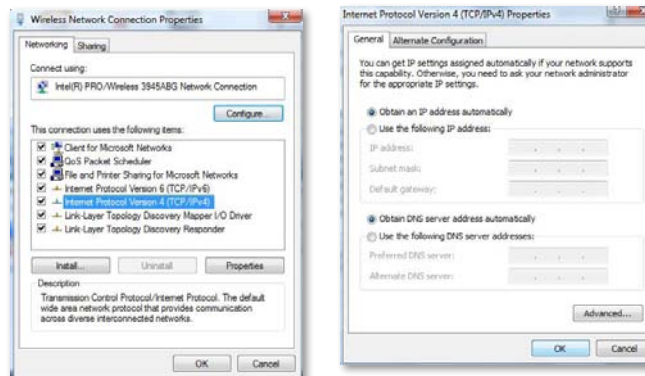 Wireless Network Connection Properties
Networking
Sharing
Connect using:
Intel(R) PRO/Wireless 3945ABG Network Connection
Configure...
This connection uses the following items:
Client for Microsoft Networks
QoS Packet Scheduler
File and Printer Sharing for Microsoft Networks
Internet Protocol Version 6 (TCP/IPv6)
Internet Protocol Version 4 (TCP/IPv4)
Link-Layer Topology Discovery Mapper I/O Driver
Link-Layer Topology Discovery Responder
Install...
Uninstall
Properties
Description
Transmission Control Protocol/Internet Protocol. The default
wide area network protocol that provides communication
across diverse interconnected networks.
OK
Cancel
Internet Protocol Version 4 (TCP/IPv4) Properties
General
Alternate Configuration
You can get IP settings assigned automatically if your network supports
this capability. Otherwise, you need to ask your network administrator
for the appropriate IP settings.
Obtain an IP address automatically
Use the following IP address:
IP address:
Subnet mask:
Default gateway:
Obtain DNS server address automatically
Use the following DNS server addresses:
Preferred DNS server:
Alternate DNS server:
Advanced...
OK
Cancel